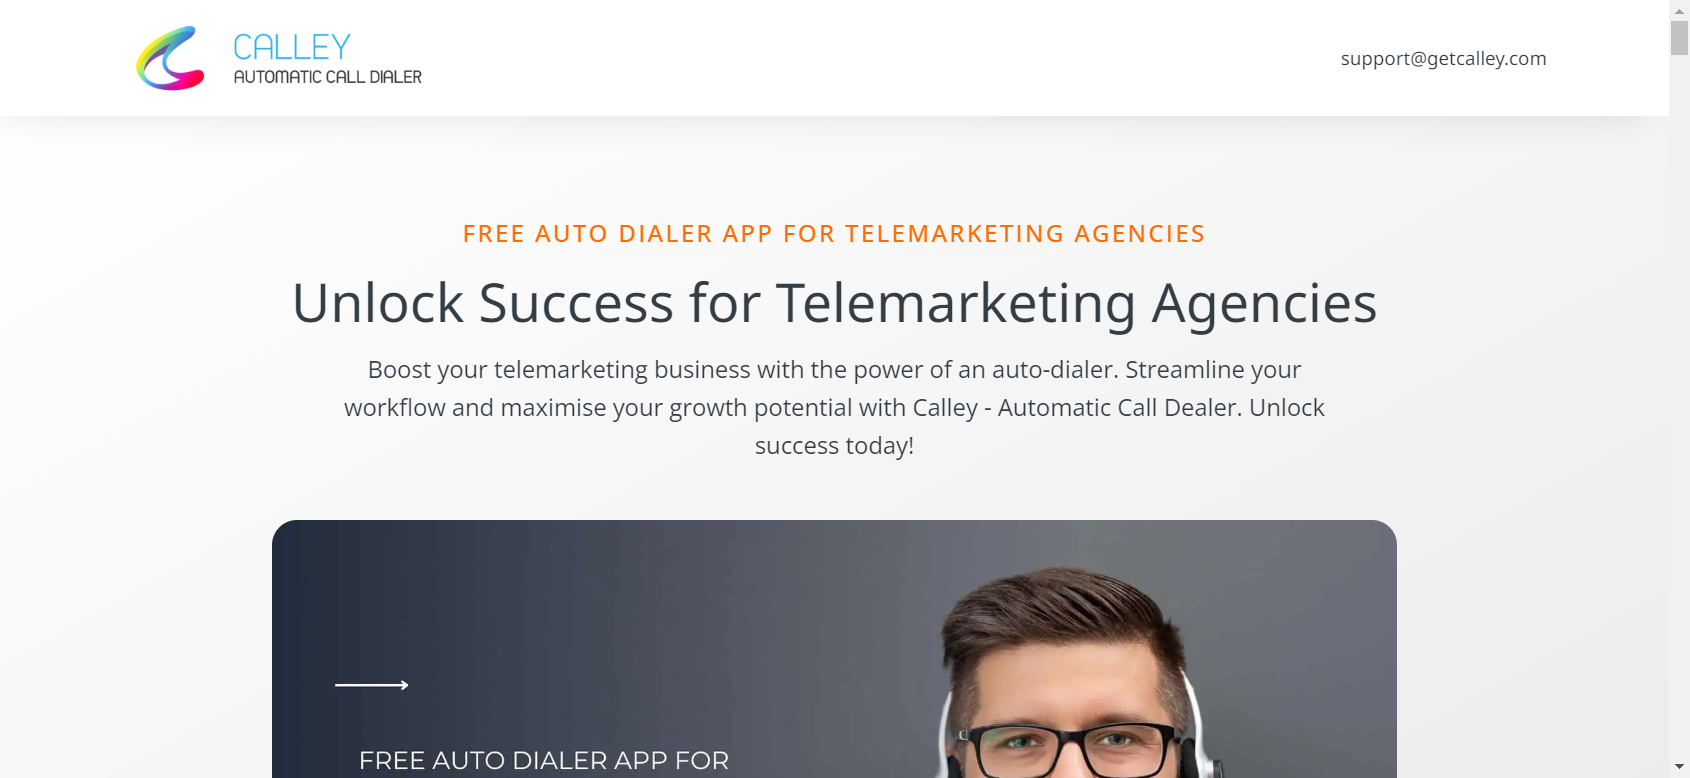 CALLEY
AUTOMATIC CALL DIALER
support@getcalley.com
FREE AUTO DIALER APP FOR TELEMARKETING AGENCIES
Unlock Success for Telemarketing Agencies
Boost your telemarketing business with the power of an auto-dialer. Streamline your
workflow and maximise your growth potential with Calley - Automatic Call Dealer. Unlock
success today!
FREE AUTO DIALER APP FOR